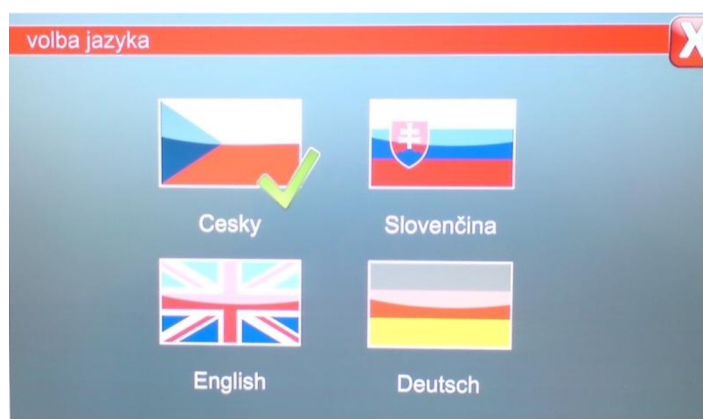 volba jazyka
X
Cesky
Slovenčina
English
Deutsch